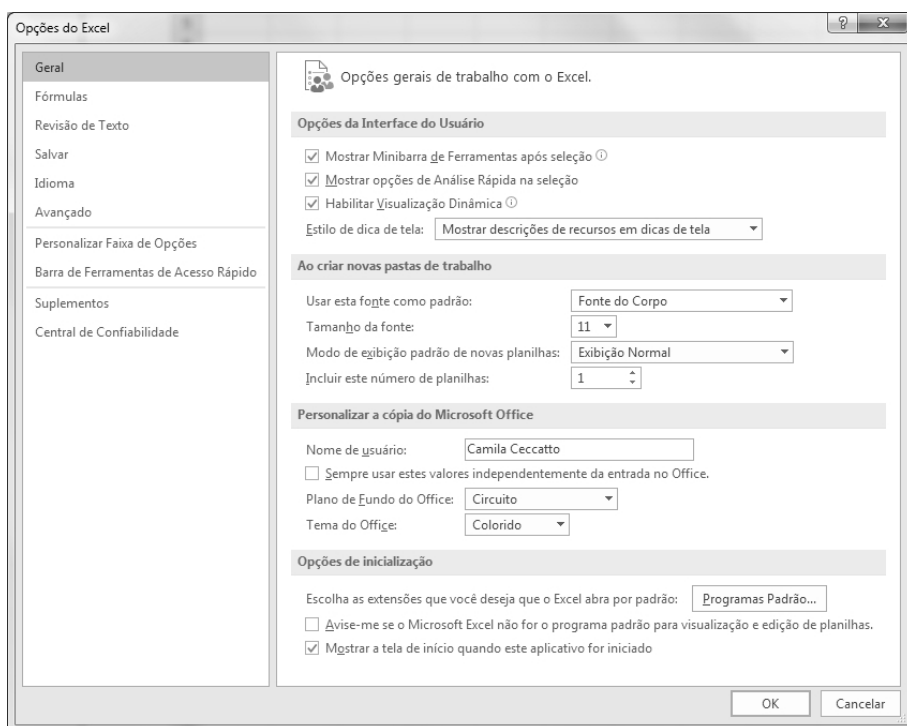 Opções do Excel
Geral
Fórmulas
Revisão de Texto
Salvar
Idioma
Avançado
Personalizar Faixa de Opções
Barra de Ferramentas de Acesso Rápido
Suplementos
Central de Confiabilidade
Opções gerais de trabalho com o Excel.
Opções da Interface do Usuário
Mostrar Minibarra de Ferramentas após seleção
Mostrar opções de Análise Rápida na seleção
Habilitar Visualização Dinâmica
Estilo de dica de tela: Mostrar descrições de recursos em dicas de tela
Ao criar novas pastas de trabalho
Usar esta fonte como padrão: Fonte do Corpo
Tamanho da fonte: 11
Modo de exibição padrão de novas planilhas: Exibição Normal
Incluir este número de planilhas: 1
Personalizar a cópia do Microsoft Office
Nome de usuário: Camila Ceccatto
Sempre usar estes valores independentemente da entrada no Office.
Plano de Fundo do Office: Circuito
Tema do Office: Colorido
Opções de inicialização
Escolha as extensões que você deseja que o Excel abra por padrão: Programas Padrão...
Avise-me se o Microsoft Excel não for o programa padrão para visualização e edição de planilhas.
Mostrar a tela de início quando este aplicativo for iniciado
OK Cancelar